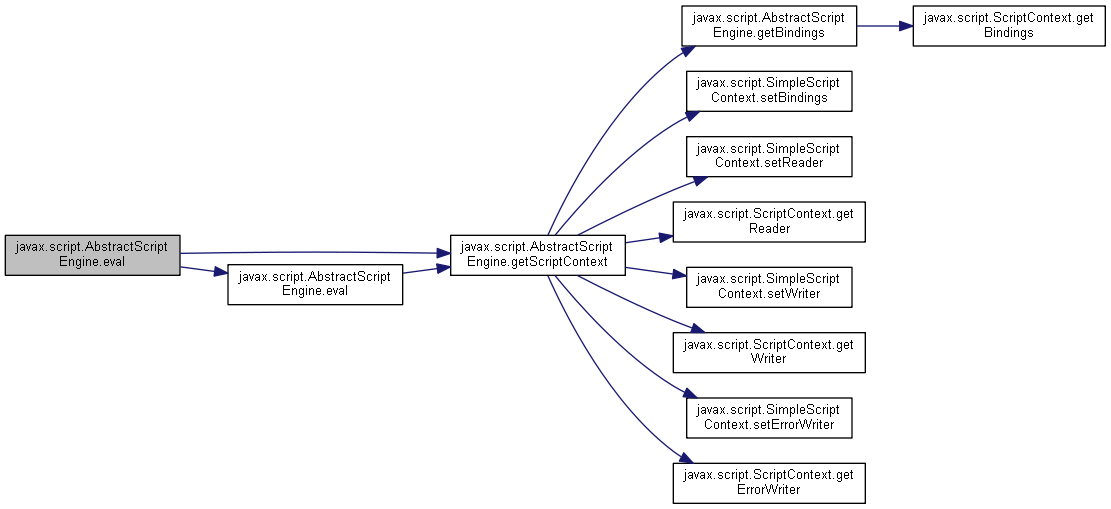 javax.script.AbstractScript
Engine.eval
javax.script.AbstractScript
Engine.eval
javax.script.AbstractScript
Engine.getScriptContext
javax.script.AbstractScript
Engine.getBindings
javax.script.ScriptContext.get
Bindings
javax.script.SimpleScript
Context.setBindings
javax.script.SimpleScript
Context.setReader
javax.script.ScriptContext.get
Reader
javax.script.SimpleScript
Context.setWriter
javax.script.ScriptContext.get
Writer
javax.script.SimpleScript
Context.setErrorWriter
javax.script.ScriptContext.get
ErrorWriter